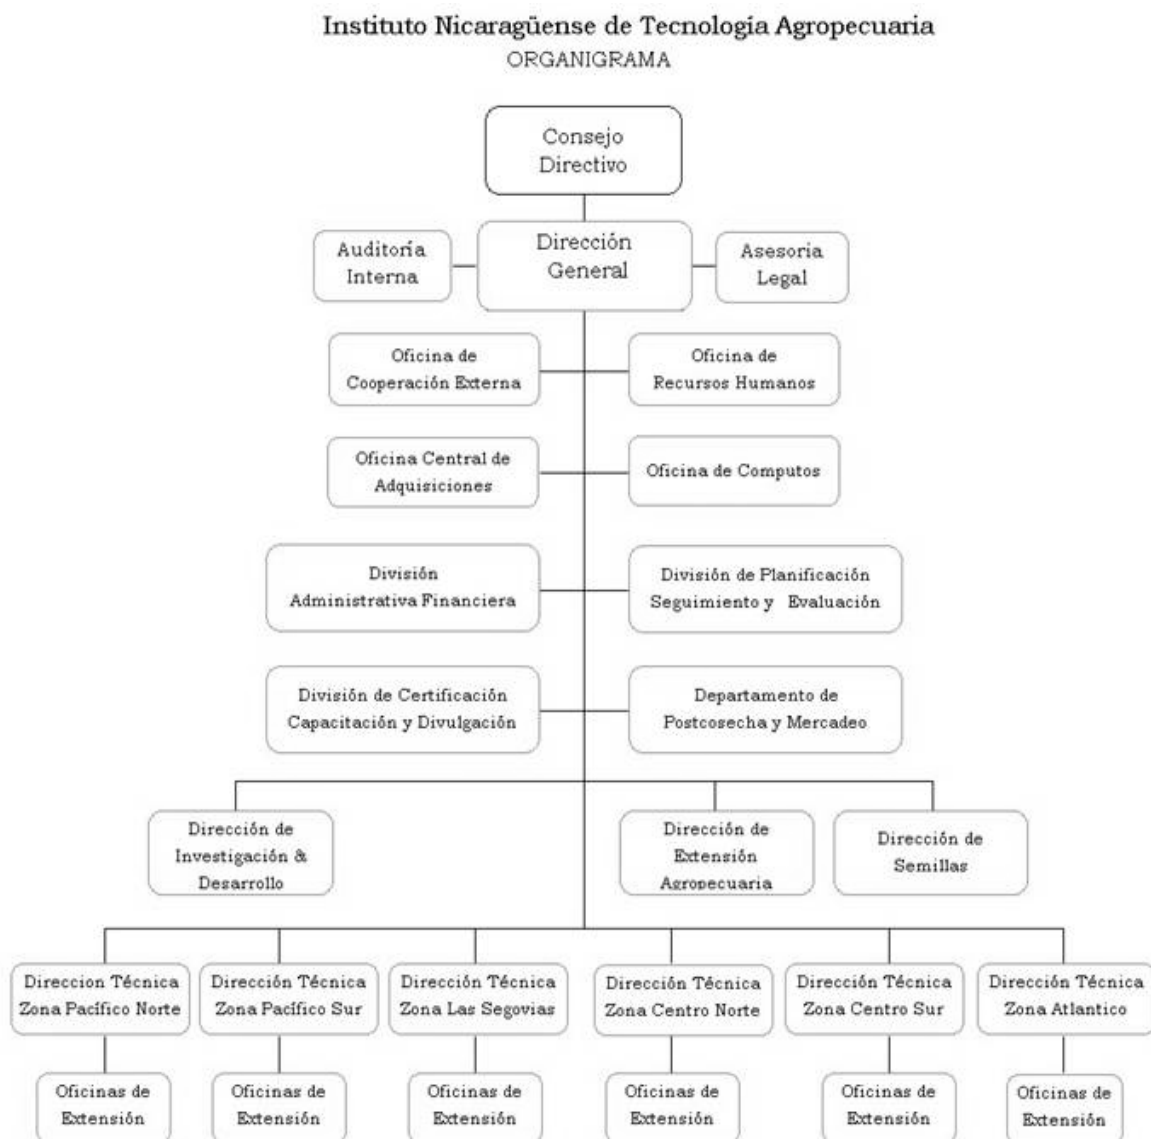 Instituto Nicaragüense de Tecnología Agropecuaria
ORGANIGRAMA
Consejo
Directivo
Dirección
General
Auditoría
Interna
Asesoria
Legal
Oficina de
Cooperación Externa
Oficina de
Recursos Humanos
Oficina Central de
Adquisiciones
Oficina de Computos
División
Administrativa Financiera
División de Planificación
Seguimiento y Evaluación
División de Certificación
Capacitación y Divulgación
Departamento de
Postcosecha y Mercadeo
Dirección de
Investigación &
Desarrollo
Dirección de
Extensión
Agropecuaria
Dirección de
Semillas
Direccion Técnica
Zona Pacífico Norte
Dirección Técnica
Zona Pacífico Sur
Dirección Técnica
Zona Las Segovias
Dirección Técnica
Zona Centro Norte
Dirección Técnica
Zona Centro Sur
Dirección Técnica
Zona Atlantico
Oficinas de
Extensión
Oficinas de
Extensión
Oficinas de
Extensión
Oficinas de
Extensión
Oficinas de
Extensión
Oficinas de
Extensión